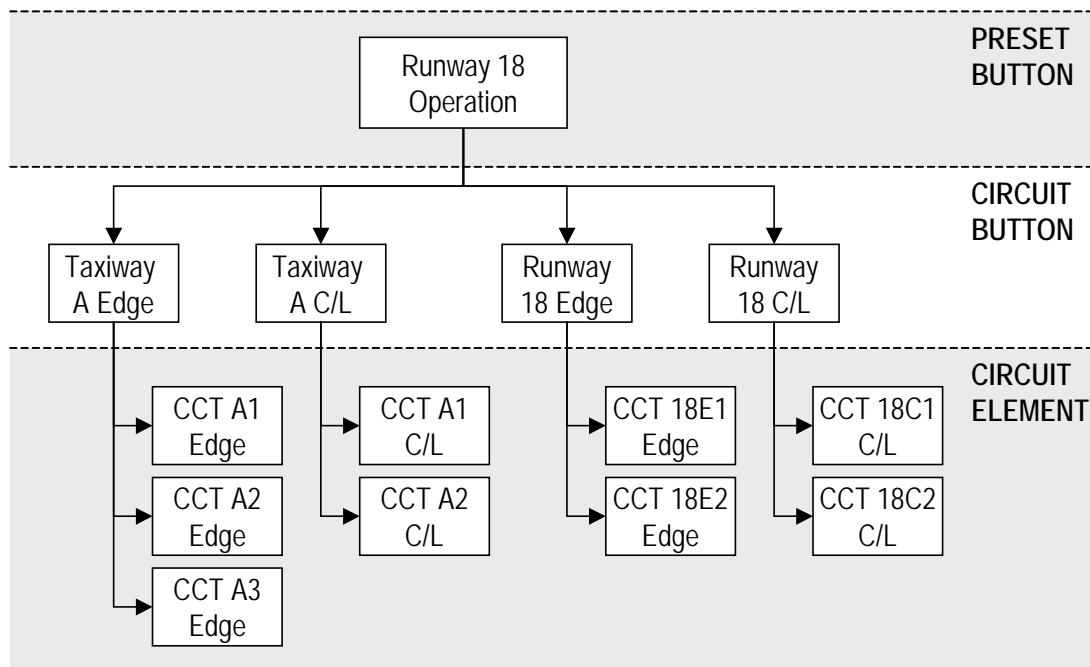 PRESET
BUTTON
Runway 18
Operation
CIRCUIT
BUTTON
Taxiway
A Edge
Taxiway
A C/L
Runway
18 Edge
Runway
18 C/L
CIRCUIT
ELEMENT
CCT A1
Edge
CCT A1
C/L
CCT 18E1
Edge
CCT 18C1
C/L
CCT A2
Edge
CCT A2
C/L
CCT 18E2
Edge
CCT 18C2
C/L
CCT A3
Edge